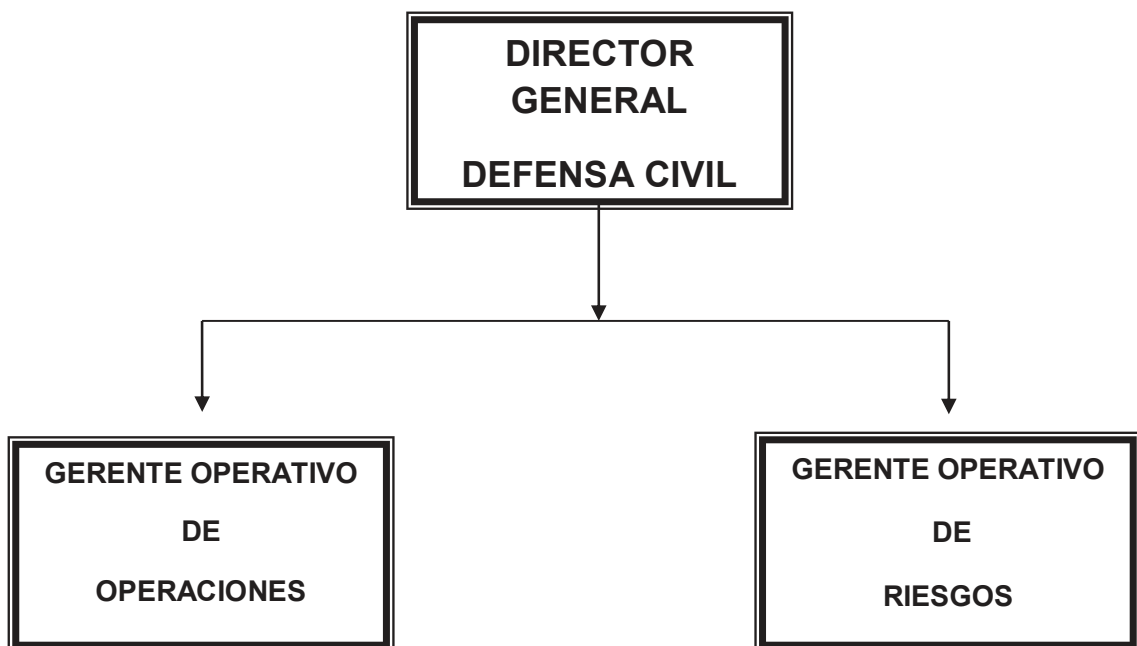 DIRECTOR
GENERAL
DEFENSA CIVIL
GERENTE OPERATIVO
DE
OPERACIONES
GERENTE OPERATIVO
DE
RIESGOS